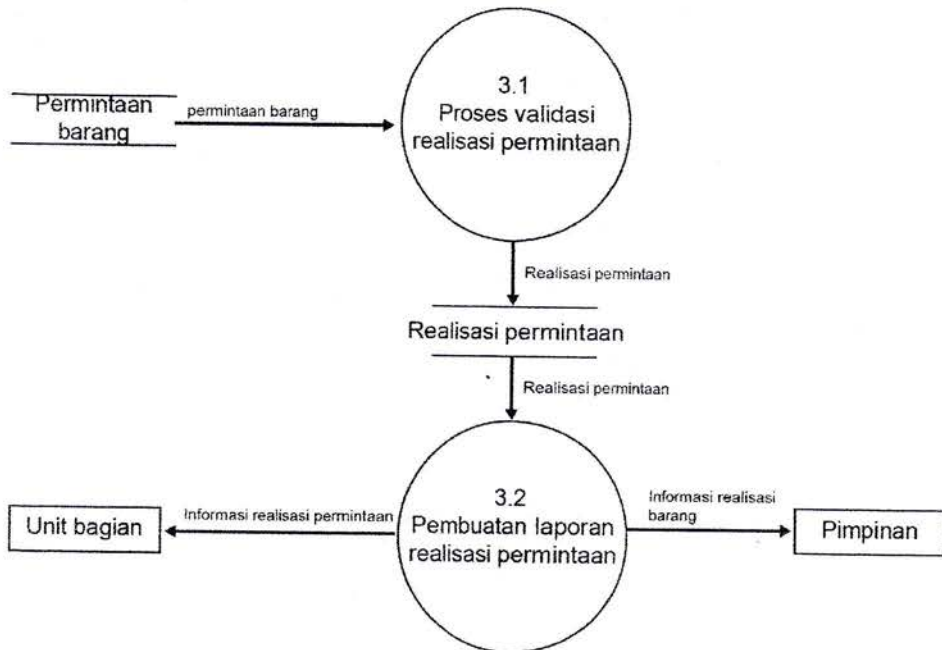 3.1
Proses validasi
realisasi permintaan
Permintaan
barang
permintaan barang
Realisasi permintaan
Realisasi permintaan
Realisasi permintaan
3.2
Pembuatan laporan
realisasi permintaan
Informasi realisasi permintaan
Unit bagian
Informasi realisasi
barang
Pimpinan